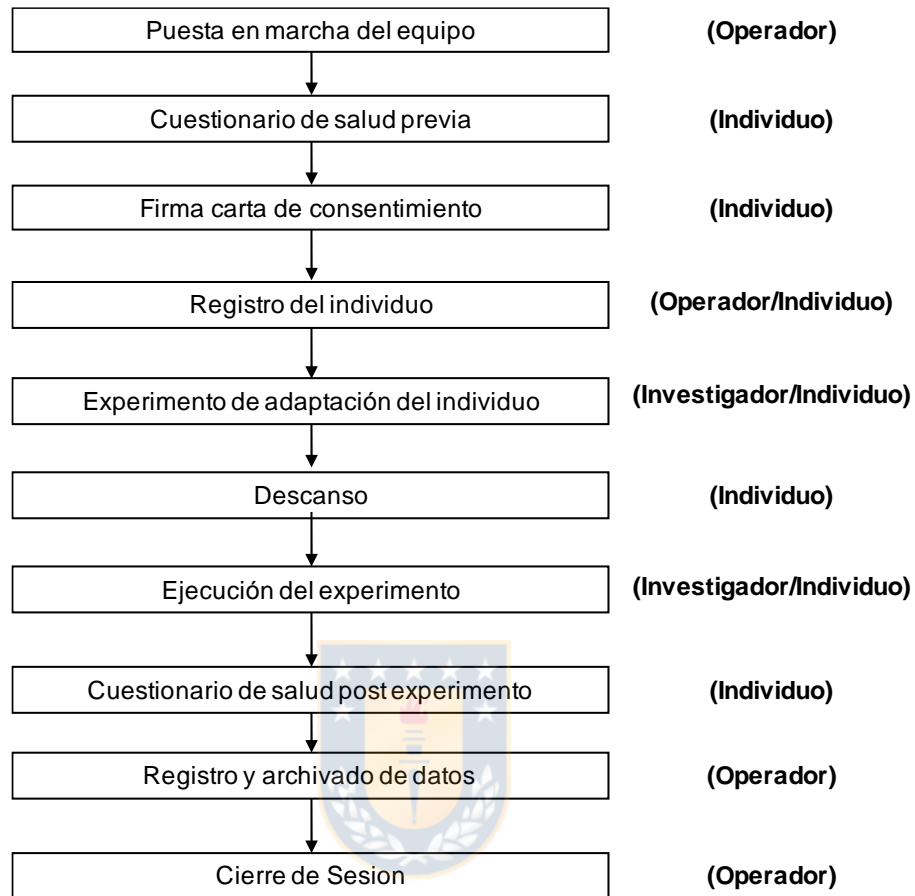 Puesta en marcha del equipo (Operador)
Cuestionario de salud previa (Individuo)
Firma carta de consentimiento (Individuo)
Registro del individuo (Operador/Individuo)
Experimento de adaptación del individuo (Investigador/Individuo)
Descanso (Individuo)
Ejecución del experimento (Investigador/Individuo)
Cuestionario de salud post experimento (Individuo)
Registro y archivado de datos (Operador)
Cierre de Sesion (Operador)